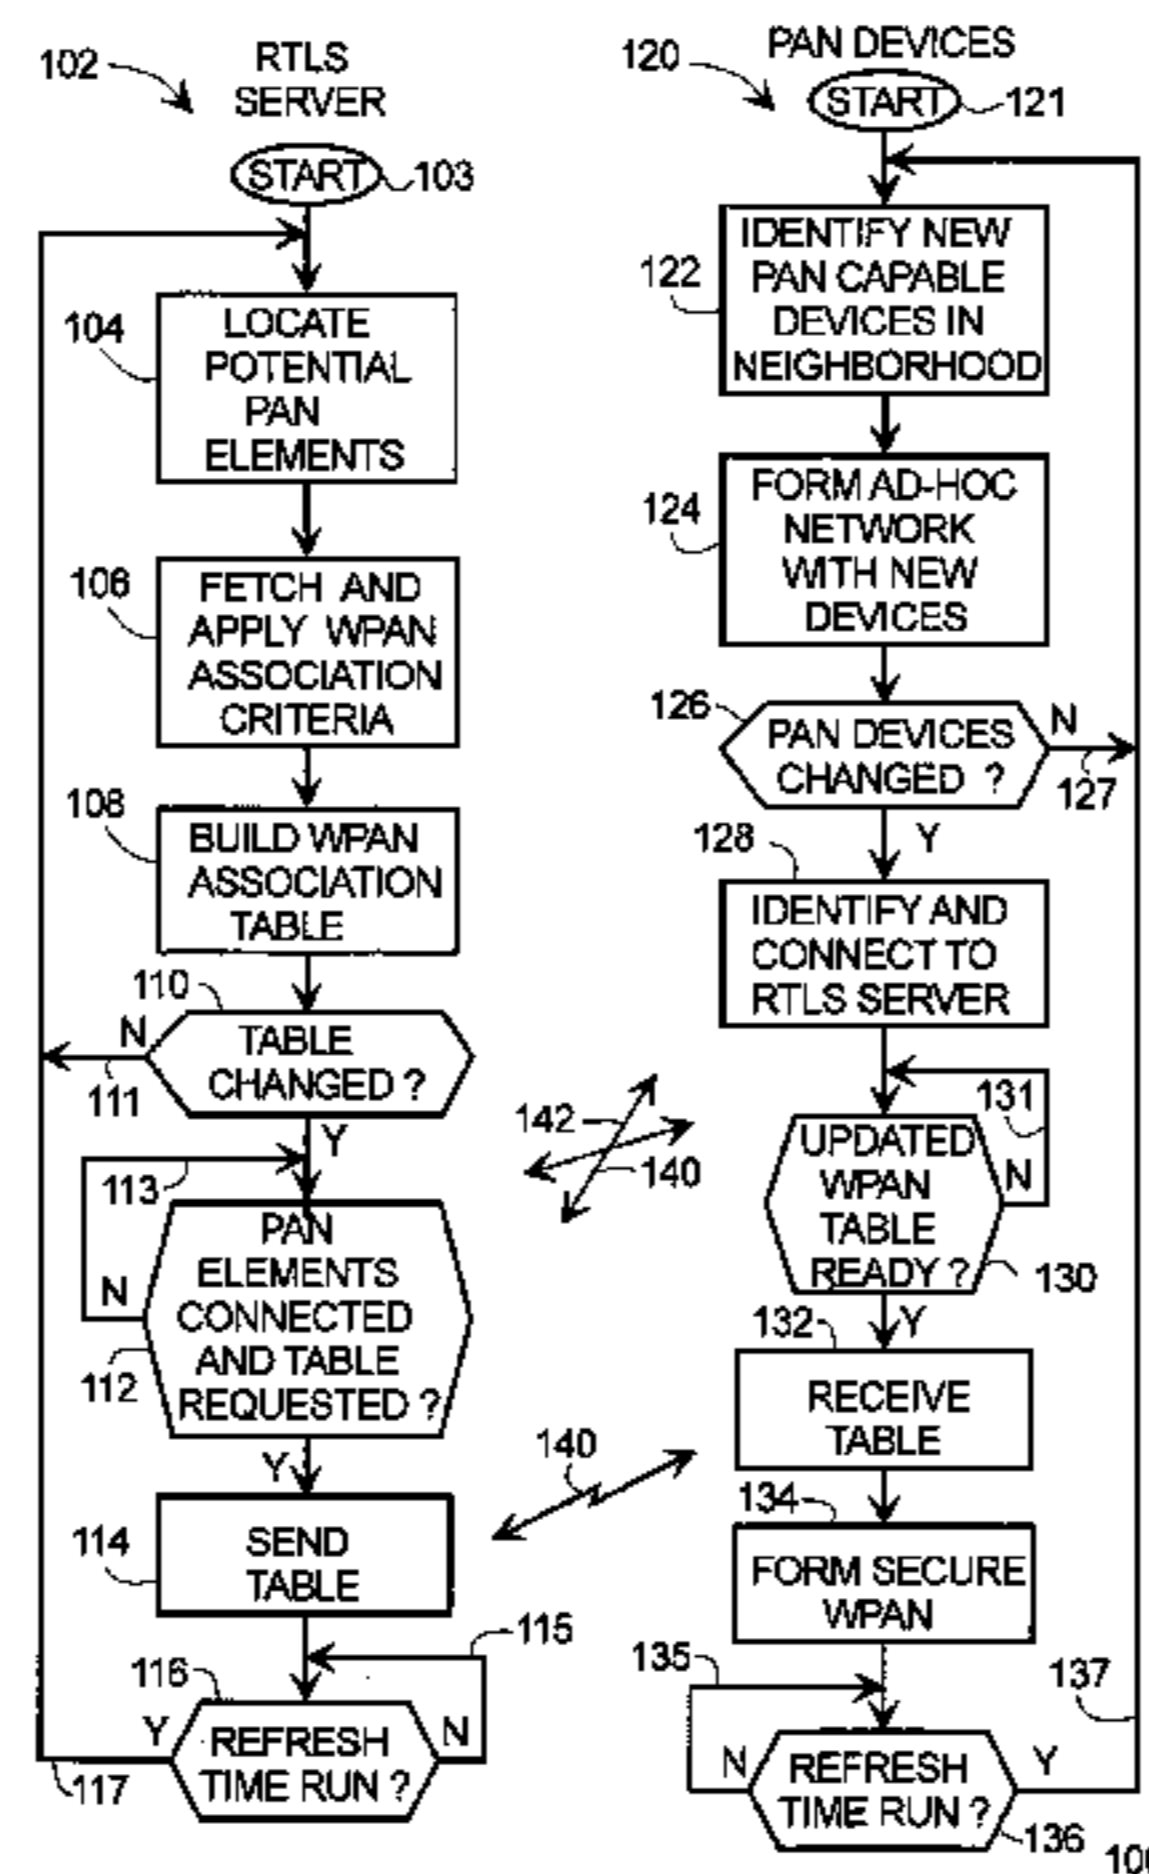 102
RTLS
SERVER
START
103
104
LOCATE
POTENTIAL
PAN
ELEMENTS
106
FETCH AND
APPLY WPAN
ASSOCIATION
CRITERIA
108
BUILD WPAN
ASSOCIATION
TABLE
110
N
TABLE
CHANGED ?
111
Y
113
PAN
ELEMENTS
CONNECTED
AND TABLE
REQUESTED ?
N
112
Y
114
SEND
TABLE
115
116
Y
REFRESH
TIME RUN ?
N
117
142
140
140
120
PAN DEVICES
START
121
122
IDENTIFY NEW
PAN CAPABLE
DEVICES IN
NEIGHBORHOOD
124
FORM AD-HOC
NETWORK
WITH NEW
DEVICES
126
PAN DEVICES
CHANGED ?
N
127
Y
128
IDENTIFY AND
CONNECT TO
RTLS SERVER
131
UPDATED
WPAN
TABLE
READY ?
N
130
Y
132
RECEIVE
TABLE
134
FORM SECURE
WPAN
135
137
N
REFRESH
TIME RUN ?
Y
136